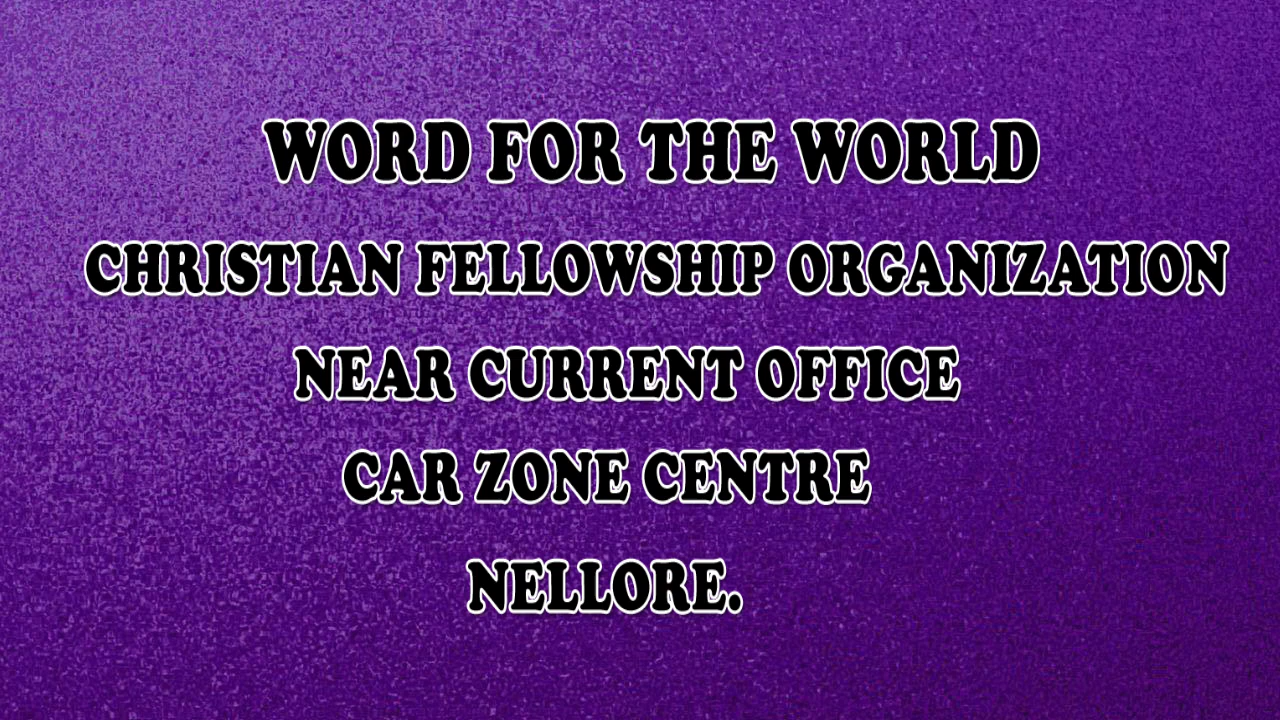 WORD FOR THE WORLD
CHRISTIAN FELLOWSHIP ORGANIZATION
NEAR CURRENT OFFICE
CAR ZONE CENTRE
NELLORE.